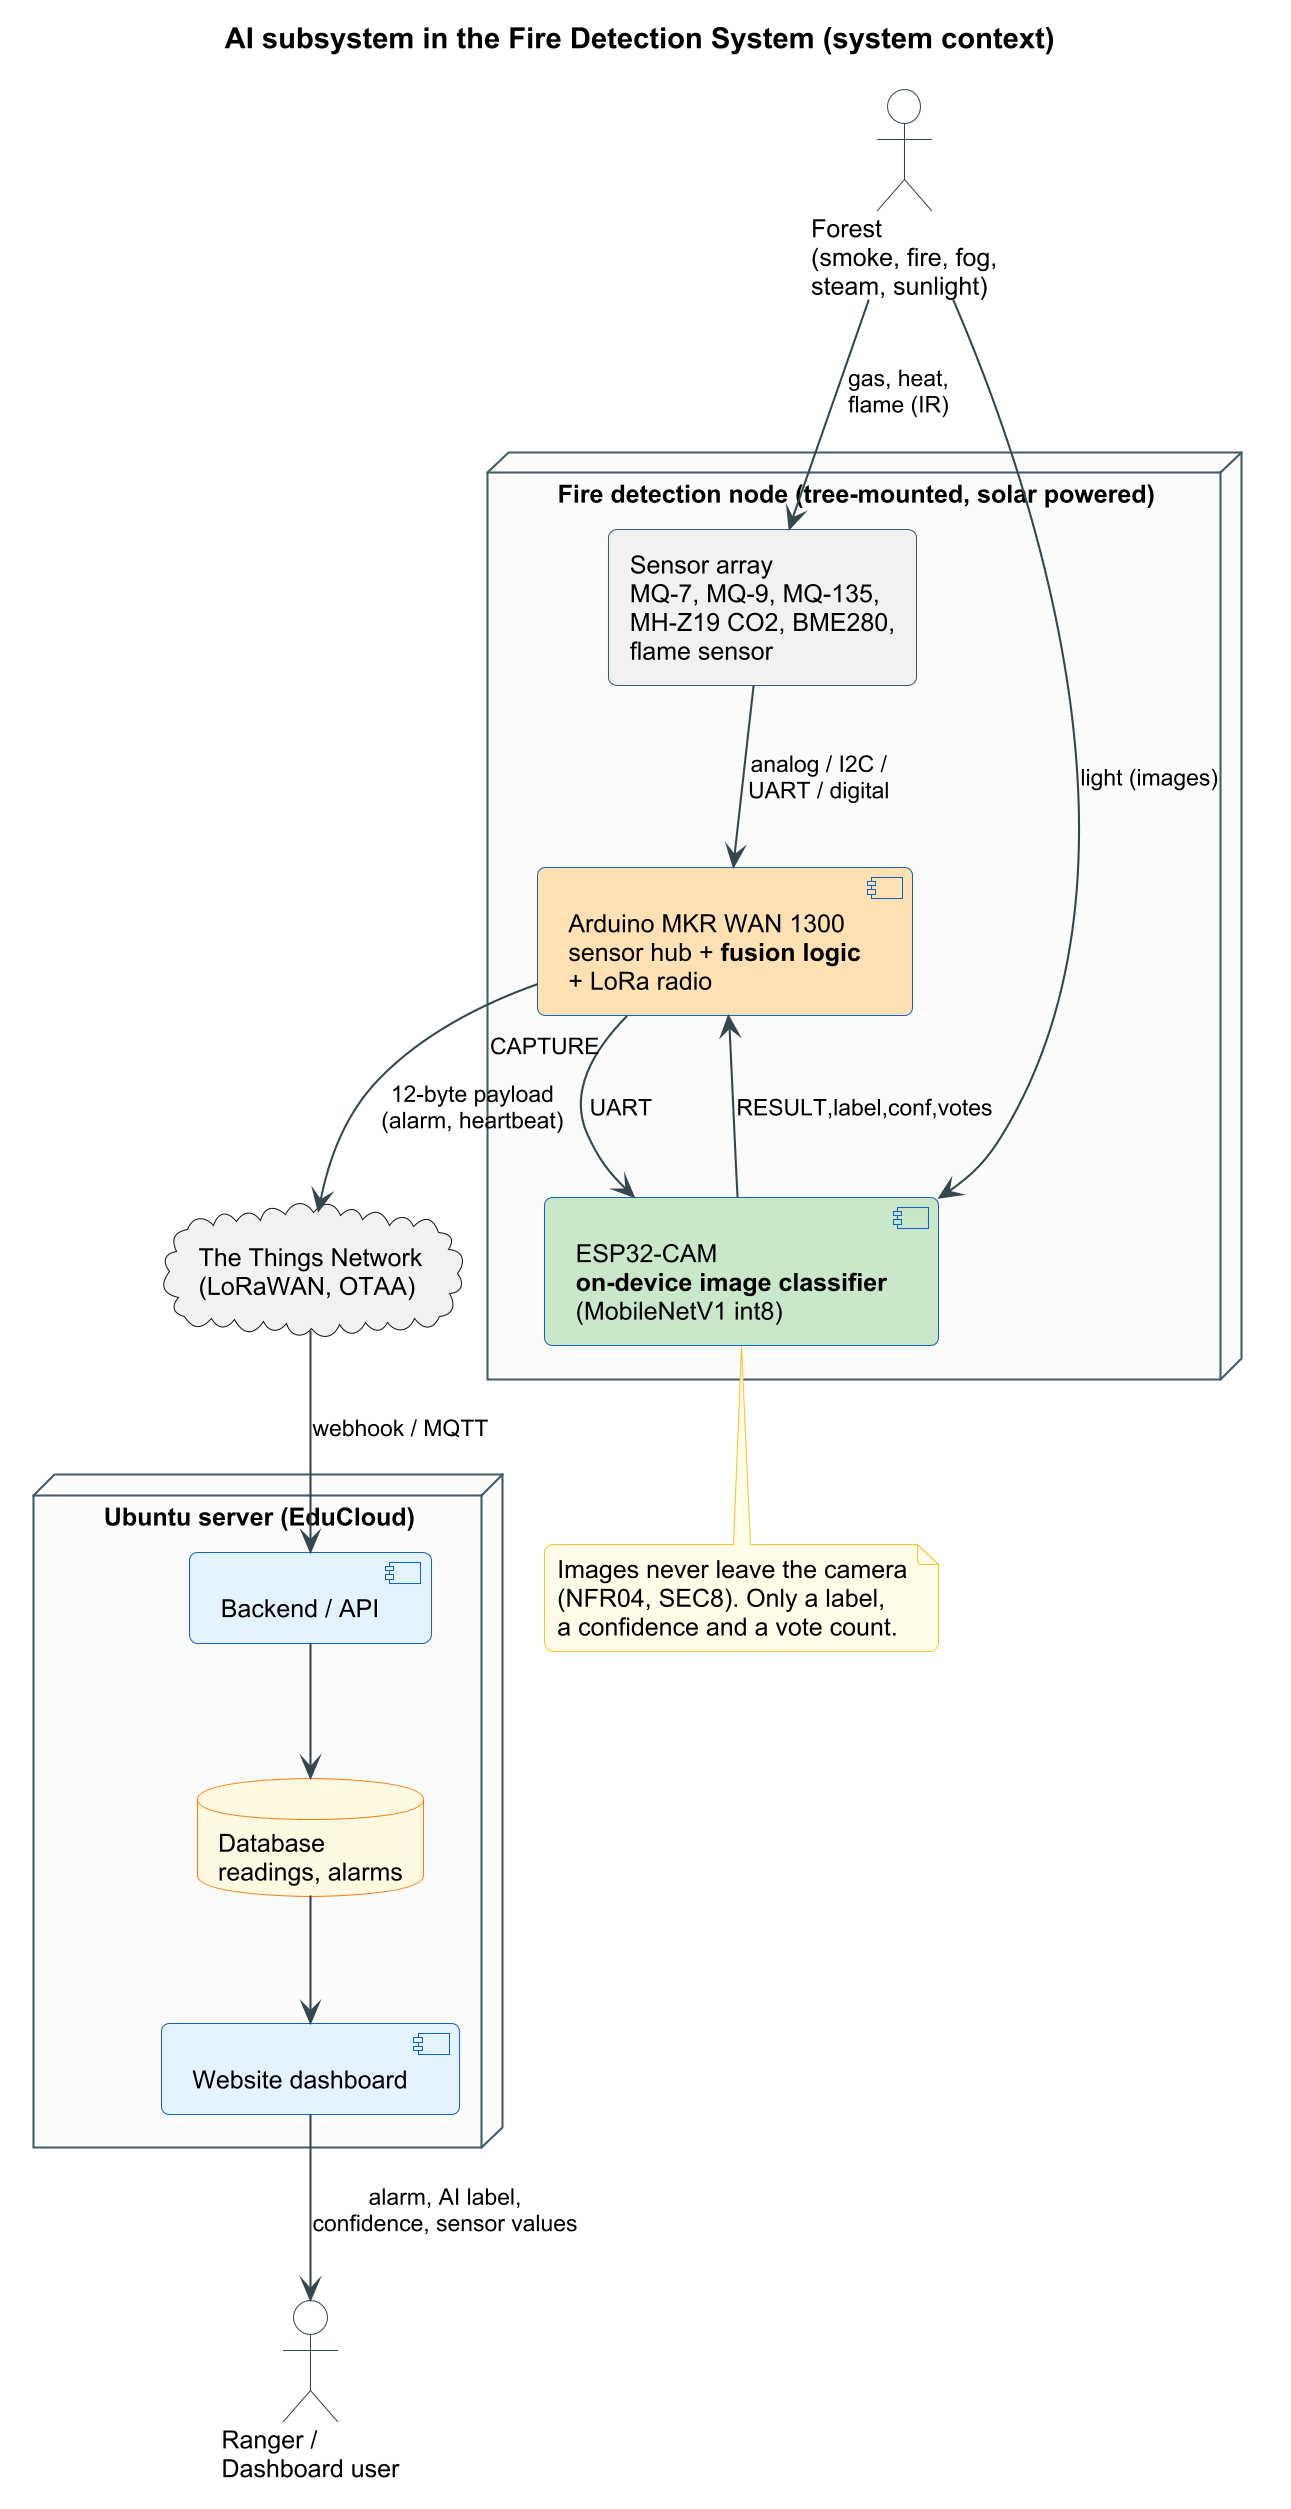 AI subsystem in the Fire Detection System (system context)
Forest
(smoke, fire, fog,
steam, sunlight)
gas, heat,
flame (IR)
Fire detection node (tree-mounted, solar powered)
Sensor array
MQ-7, MQ-9, MQ-135,
MH-Z19 CO2, BME280,
flame sensor
analog / I2C /
UART / digital
light (images)
Arduino MKR WAN 1300
sensor hub + fusion logic
+ LoRa radio
CAPTURE
12-byte payload
(alarm, heartbeat)
UART
RESULT,label,conf,votes
The Things Network
(LoRaWAN, OTAA)
ESP32-CAM
on-device image classifier
(MobileNetV1 int8)
webhook / MQTT
Ubuntu server (EduCloud)
Backend / API
Images never leave the camera
(NFR04, SEC8). Only a label,
a confidence and a vote count.
Database
readings, alarms
Website dashboard
alarm, AI label,
confidence, sensor values
Ranger /
Dashboard user